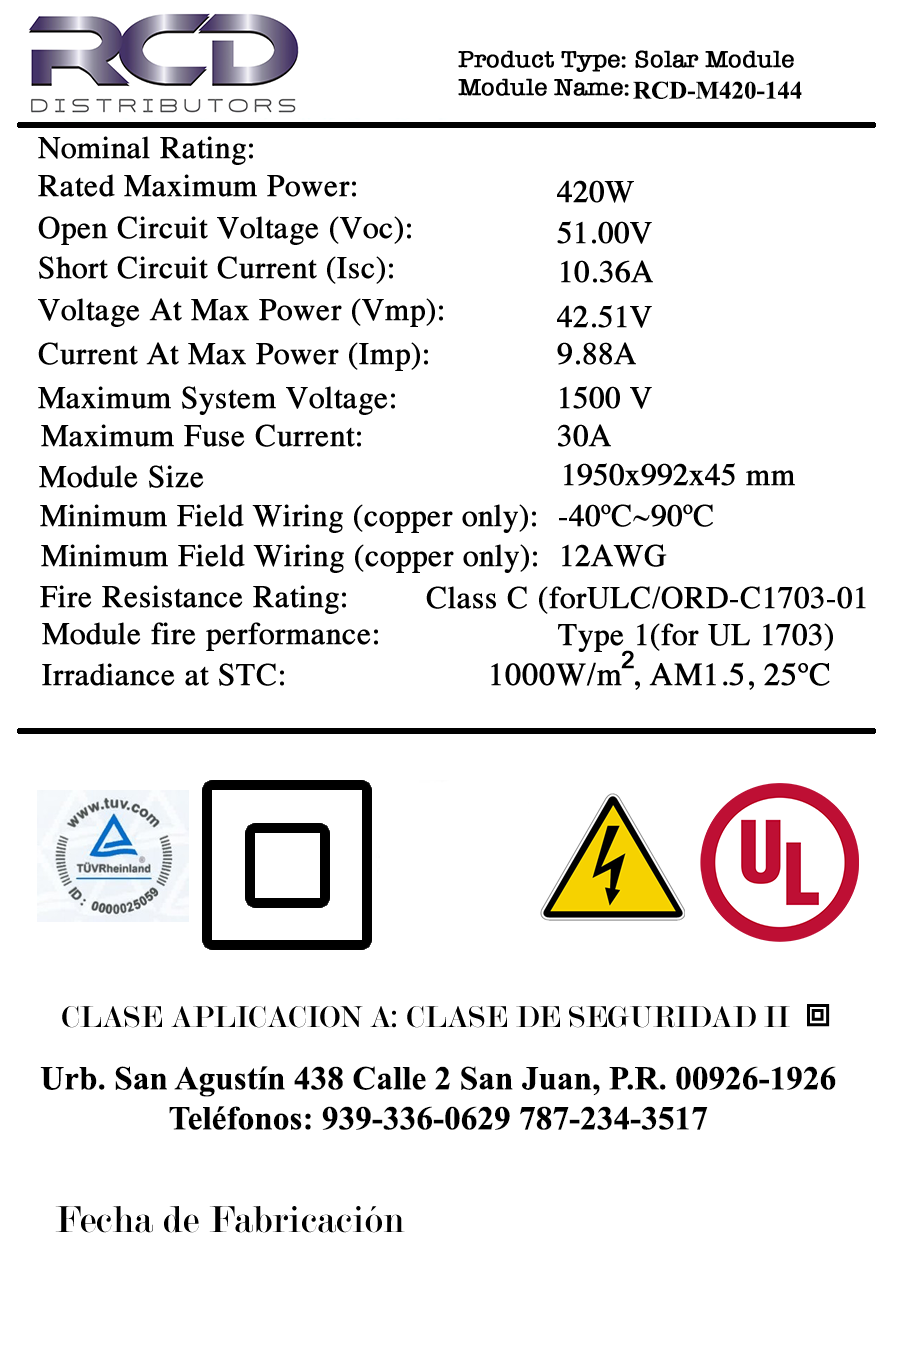 RCD
DISTRIBUTORS
Product Type: Solar Module
Module Name: RCD-M420-144
Nominal Rating:
Rated Maximum Power: 420W
Open Circuit Voltage (Voc): 51.00V
Short Circuit Current (Isc): 10.36A
Voltage At Max Power (Vmp): 42.51V
Current At Max Power (Imp): 9.88A
Maximum System Voltage: 1500 V
Maximum Fuse Current: 30A
Module Size 1950x992x45 mm
Minimum Field Wiring (copper only): -40ºC~90ºC
Minimum Field Wiring (copper only): 12AWG
Fire Resistance Rating: Class C (forULC/ORD-C1703-01
Module fire performance: Type 1(for UL 1703)
Irradiance at STC: 1000W/m², AM1.5, 25ºC
www.tuv.com
TÜVRheinland®
ID: 0000025059
UL
CLASE APLICACION A: CLASE DE SEGURIDAD II
Urb. San Agustín 438 Calle 2 San Juan, P.R. 00926-1926
Teléfonos: 939-336-0629 787-234-3517
Fecha de Fabricación